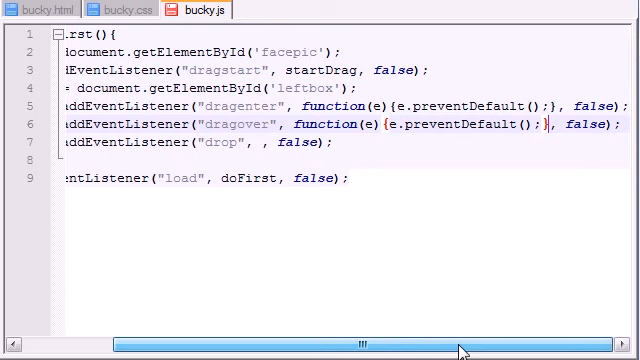 bucky.html bucky.css bucky.js
1 .rst(){
2 document.getElementById('facepic');
3 dEventListener("dragstart", startDrag, false);
4 = document.getElementById('leftbox');
5 addEventListener("dragenter", function(e){e.preventDefault();}, false);
6 addEventListener("dragover", function(e){e.preventDefault();}, false);
7 addEventListener("drop", , false);
8
9 entListener("load", doFirst, false);